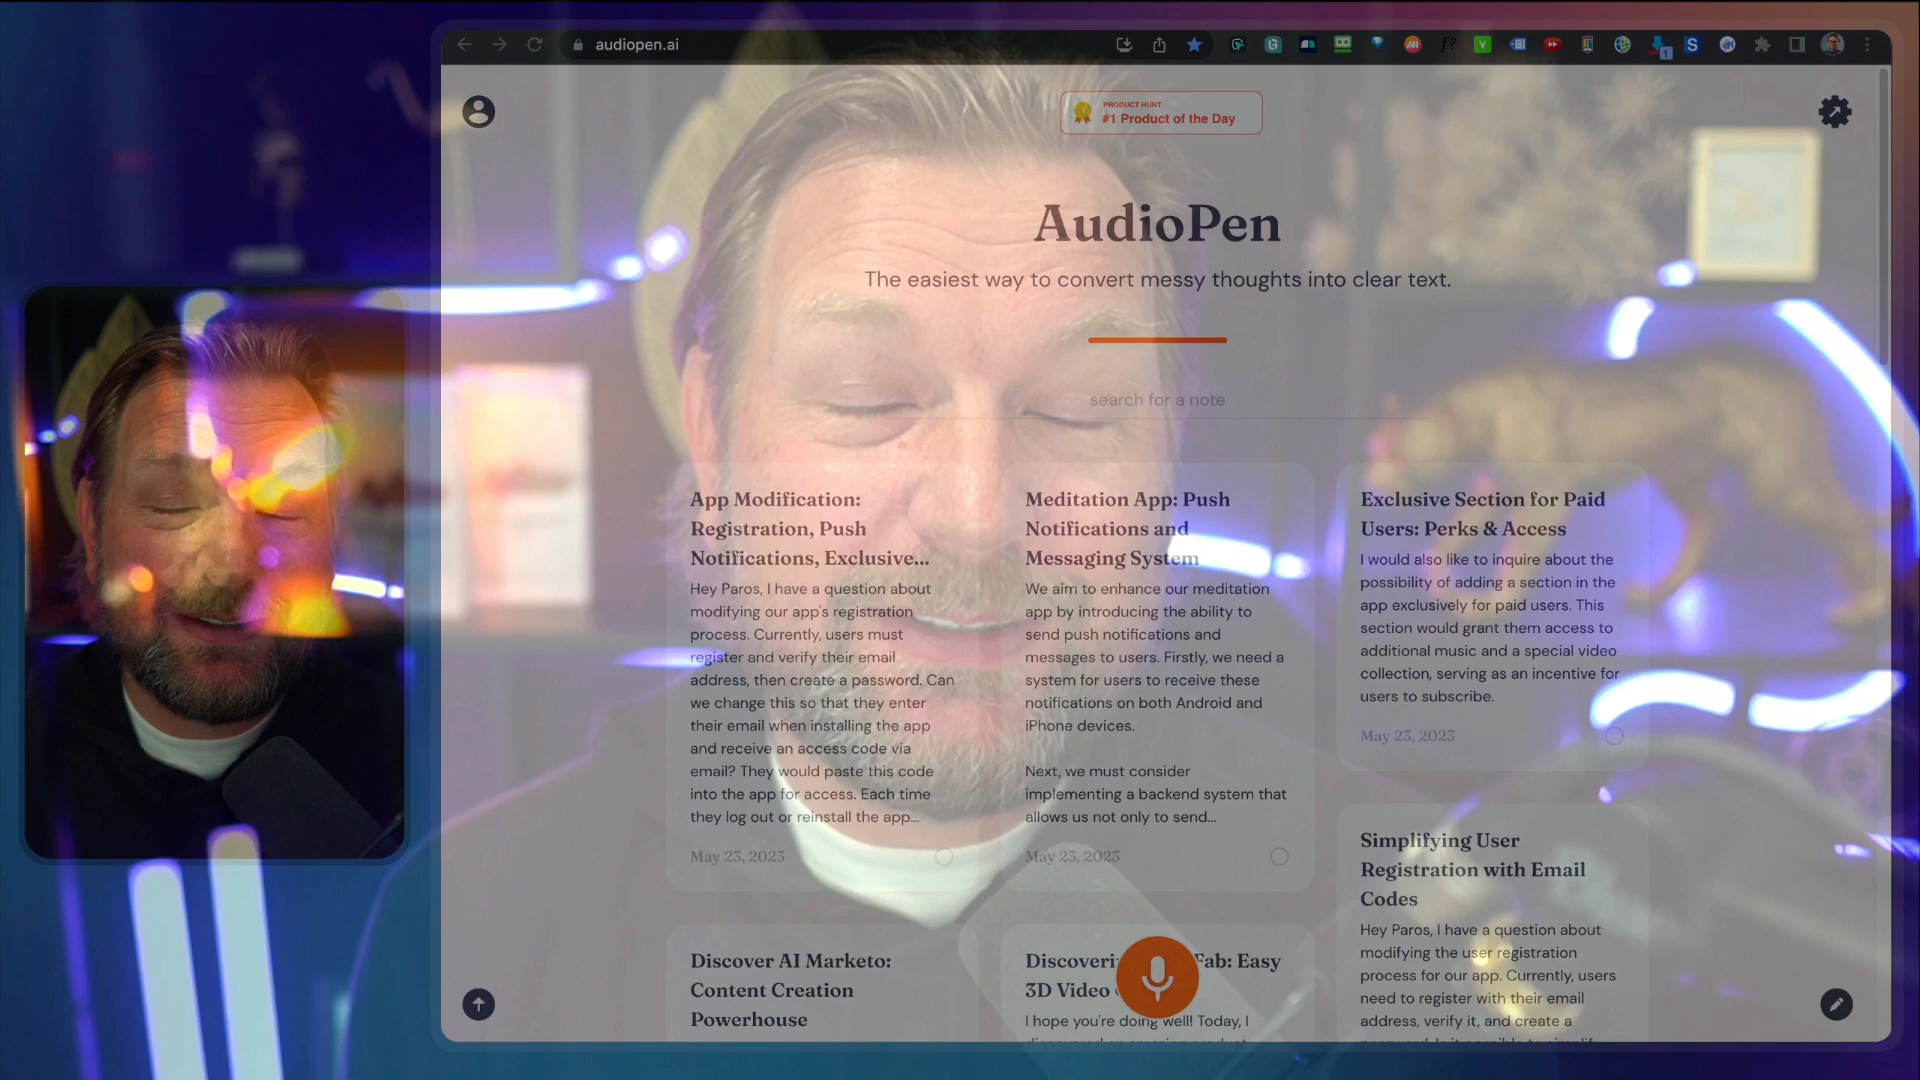 audiopen.ai
PRODUCT HUNT
#1 Product of the Day
AudioPen
The easiest way to convert messy thoughts into clear text.
search for a note
App Modification:
Registration, Push
Notifications, Exclusive...
Hey Paros, I have a question about
modifying our app's registration
process. Currently, users must
register and verify their email
address, then create a password. Can
we change this so that they enter
their email when installing the app
and receive an access code via
email? They would paste this code
into the app for access. Each time
they log out or reinstall the app...
May 23, 2023
Meditation App: Push
Notifications and
Messaging System
We aim to enhance our meditation
app by introducing the ability to
send push notifications and
messages to users. Firstly, we need a
system for users to receive these
notifications on both Android and
iPhone devices.
Next, we must consider
implementing a backend system that
allows us not only to send...
May 23, 2023
Exclusive Section for Paid
Users: Perks & Access
I would also like to inquire about the
possibility of adding a section in the
app exclusively for paid users. This
section would grant them access to
additional music and a special video
collection, serving as an incentive for
users to subscribe.
May 23, 2023
Discover AI Marketo:
Content Creation
Powerhouse
Fab: Easy
3D Video
I hope you're doing well! Today, I
Simplifying User
Registration with Email
Codes
Hey Paros, I have a question about
modifying the user registration
process for our app. Currently, users
need to register with their email
address, verify it, and create a